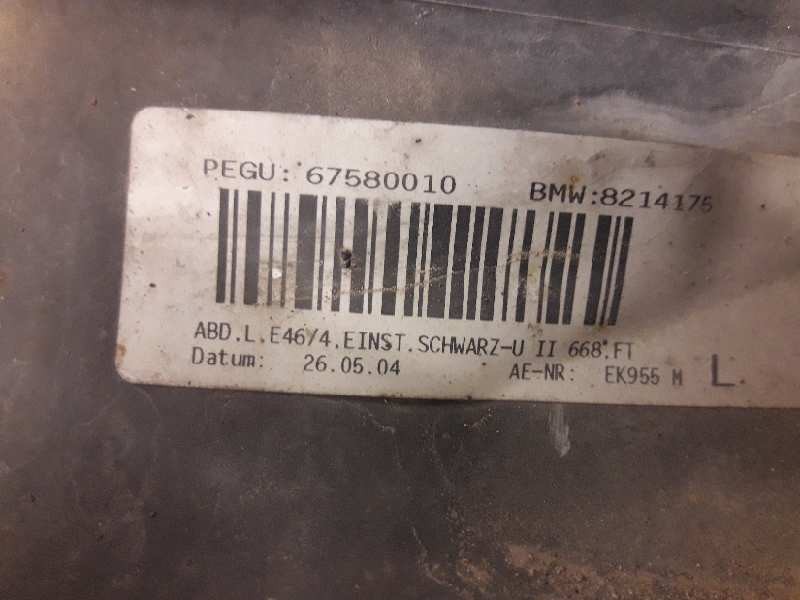 PEGU: 67580010 BMW:8214175
ABD.L.E46/4.EINST.SCHWARZ-U II 668.FT
Datum: 26.05.04 AE-NR: EK955 M L